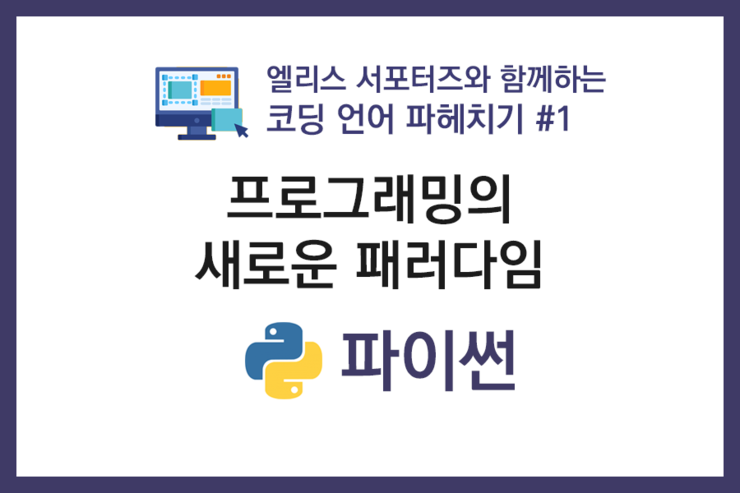 엘리스 서포터즈와 함께하는
코딩 언어 파헤치기 #1
프로그래밍의
새로운 패러다임
파이썬